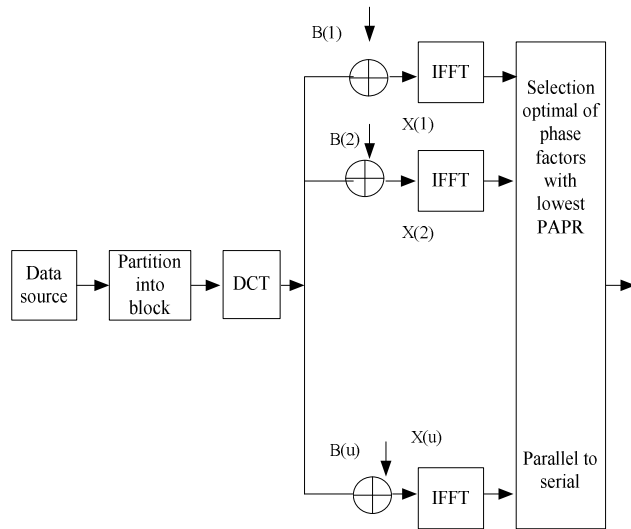 B(1)
IFFT
X(1)
B(2)
IFFT
X(2)
Data
source
Partition
into
block
DCT
B(u)
X(u)
IFFT
Selection
optimal of
phase
factors
with
lowest
PAPR
Parallel to
serial